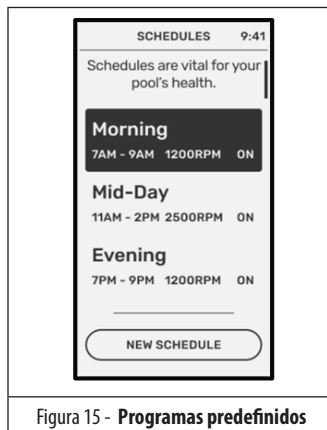 SCHEDULES 9:41
Schedules are vital for your
pool's health.
Morning
7AM - 9AM 1200RPM ON
Mid-Day
11AM - 2PM 2500RPM ON
Evening
7PM - 9PM 1200RPM ON
NEW SCHEDULE
Figura 15 - Programas predefinidos